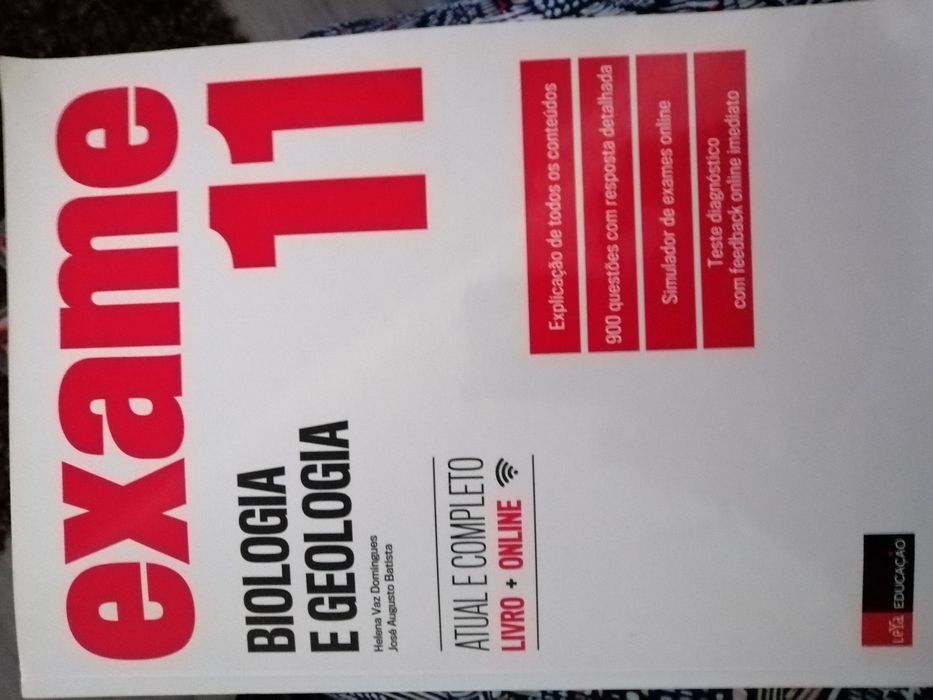 exame
11
BIOLOGIA
E GEOLOGIA
Helena Vaz Domingues
José Augusto Batista
ATUAL E COMPLETO
LIVRO + ONLINE
Explicação de todos os conteúdos
900 questões com resposta detalhada
Simulador de exames online
Teste diagnóstico
com feedback online imediato
LeYa EDUCAÇÃO